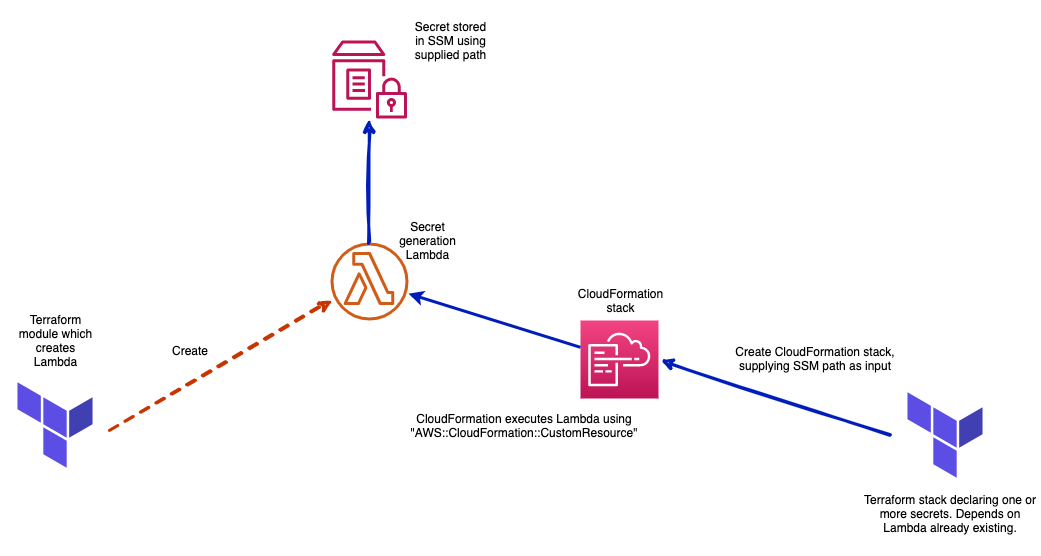 Secret stored
in SSM using
supplied path
Secret
generation
Lambda
CloudFormation
stack
Terraform
module which
creates
Lambda
Create
Create CloudFormation stack,
supplying SSM path as input
CloudFormation executes Lambda using
"AWS::CloudFormation::CustomResource"
Terraform stack declaring one or
more secrets. Depends on
Lambda already existing.